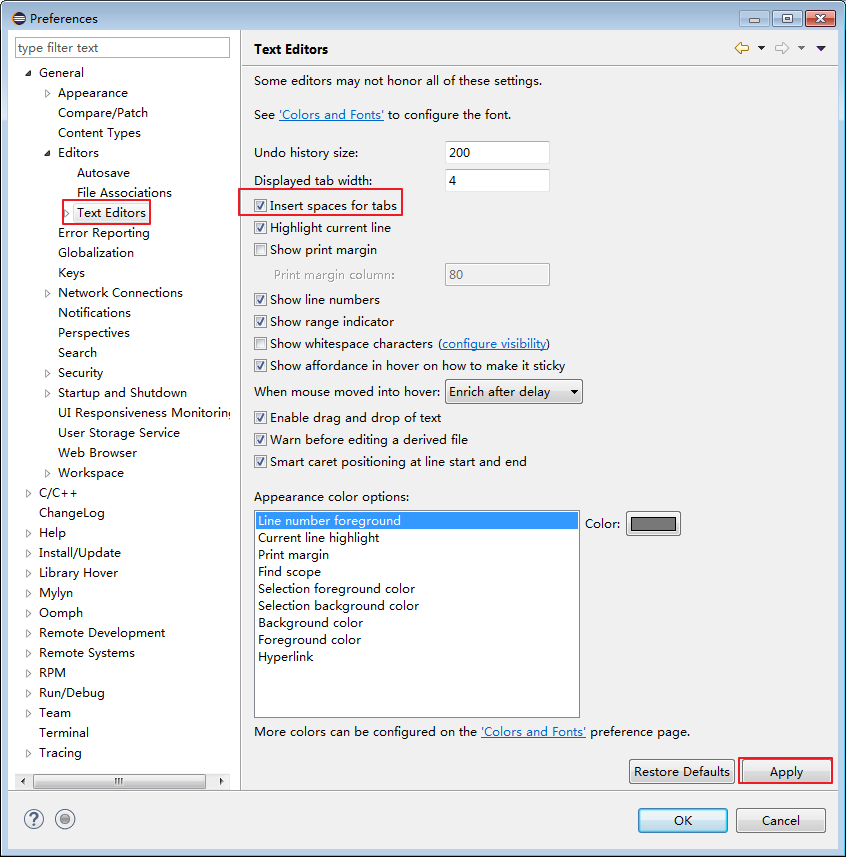 Preferences
type filter text
General
Appearance
Compare/Patch
Content Types
Editors
Autosave
File Associations
Text Editors
Error Reporting
Globalization
Keys
Network Connections
Notifications
Perspectives
Search
Security
Startup and Shutdown
UI Responsiveness Monitoring
User Storage Service
Web Browser
Workspace
C/C++
ChangeLog
Help
Install/Update
Library Hover
Mylyn
Oomph
Remote Development
Remote Systems
RPM
Run/Debug
Team
Terminal
Tracing
Text Editors
Some editors may not honor all of these settings.
See 'Colors and Fonts' to configure the font.
Undo history size: 200
Displayed tab width: 4
Insert spaces for tabs
Highlight current line
Show print margin
Print margin column: 80
Show line numbers
Show range indicator
Show whitespace characters (configure visibility)
Show affordance in hover on how to make it sticky
When mouse moved into hover: Enrich after delay
Enable drag and drop of text
Warn before editing a derived file
Smart caret positioning at line start and end
Appearance color options:
Line number foreground
Current line highlight
Print margin
Find scope
Selection foreground color
Selection background color
Background color
Foreground color
Hyperlink
Color:
More colors can be configured on the 'Colors and Fonts' preference page.
Restore Defaults
Apply
?
OK
Cancel